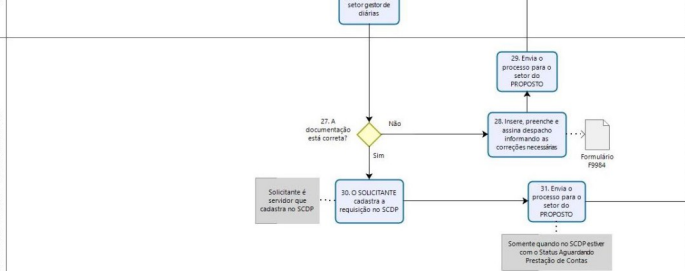 setor gestor de
diárias
29. Envia o
processo para o
setor do
PROPOSTO
27. A
documentação
está correta?
Não
28. Insere, preenche e
assina despacho
informando as
correções necessárias
Formulário
F9984
Sim
Solicitante é
servidor que
cadastra no SCDP
30. O SOLICITANTE
cadastra a
requisição no SCDP
31. Envia o
processo para o
setor do
PROPOSTO
Somente quando no SCDP estiver
com o Status Aguardando
Prestação de Contas